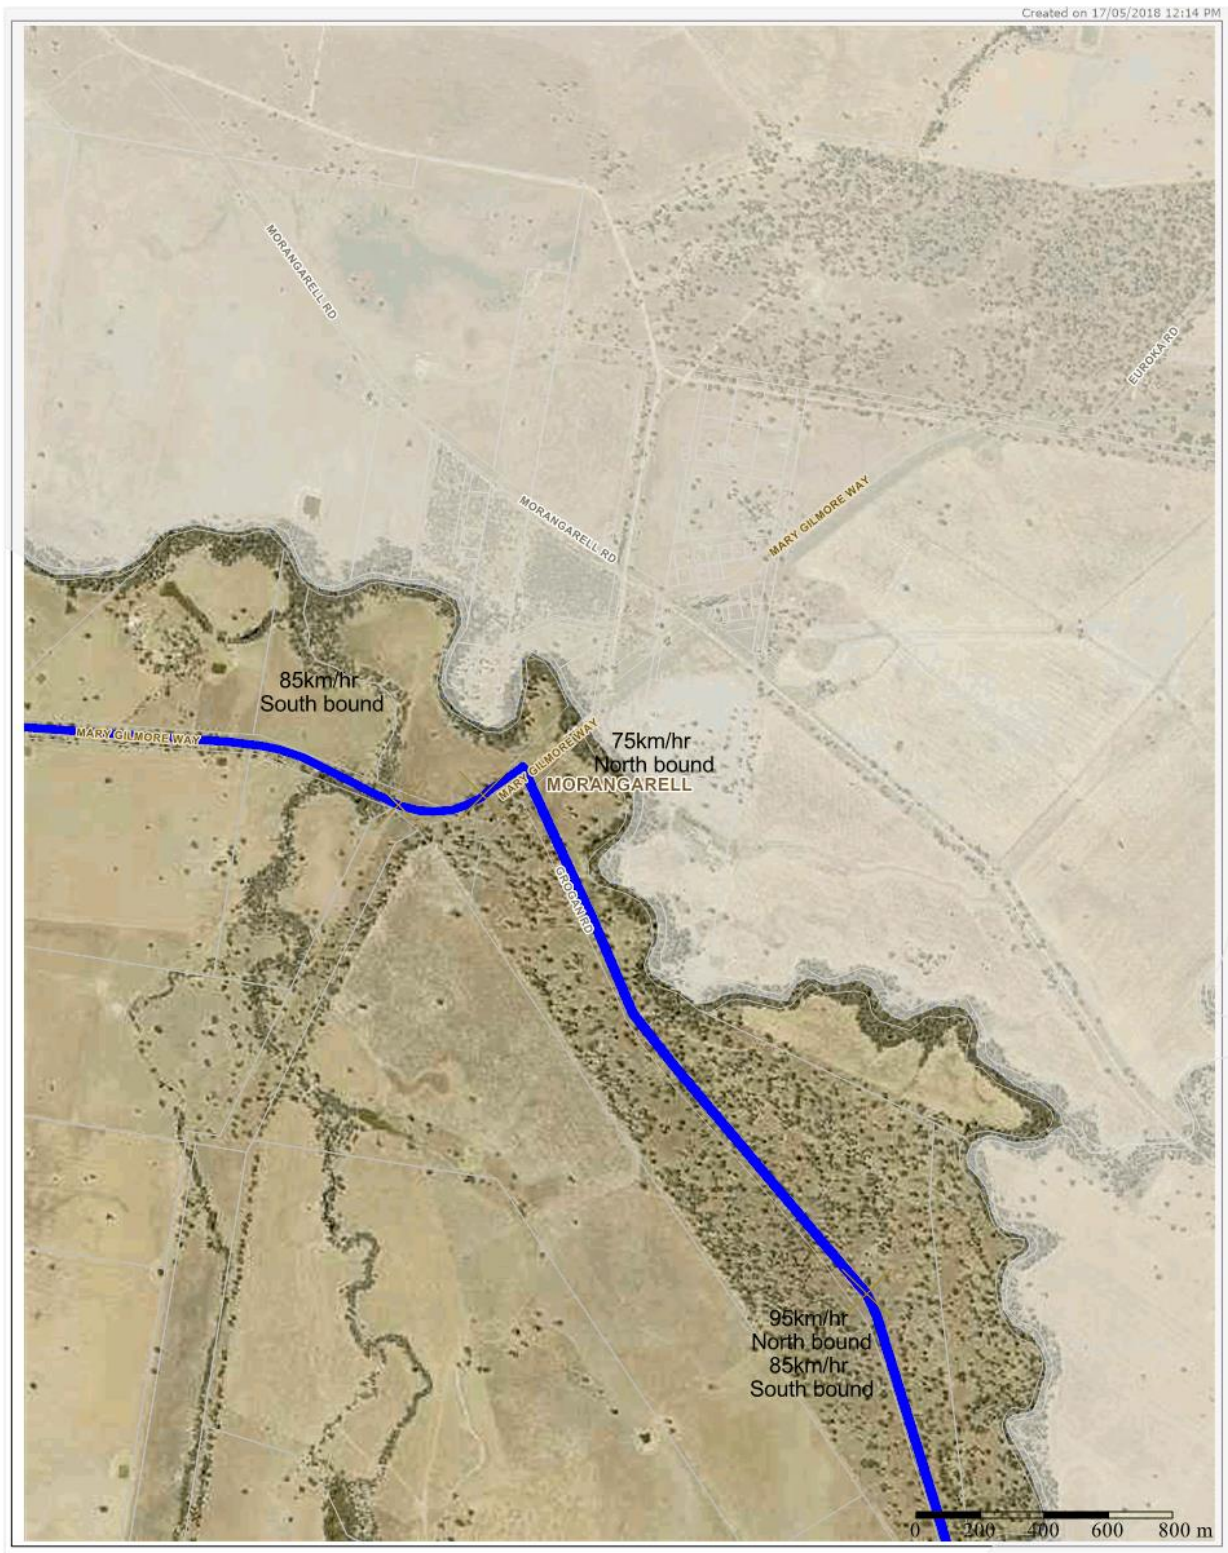 Created on 17/05/2018 12:14 PM
MORANGARELL RD
EUROKA RD
MARY GILMORE WAY
MORANGARELL RD
85km/hr
South bound
MARY GILMORE WAY
MARY GILMORE WAY
75km/hr
North bound
MORANGARELL
GROGAN RD
95km/hr
North bound
85km/hr
South bound
0 200 400 600 800 m